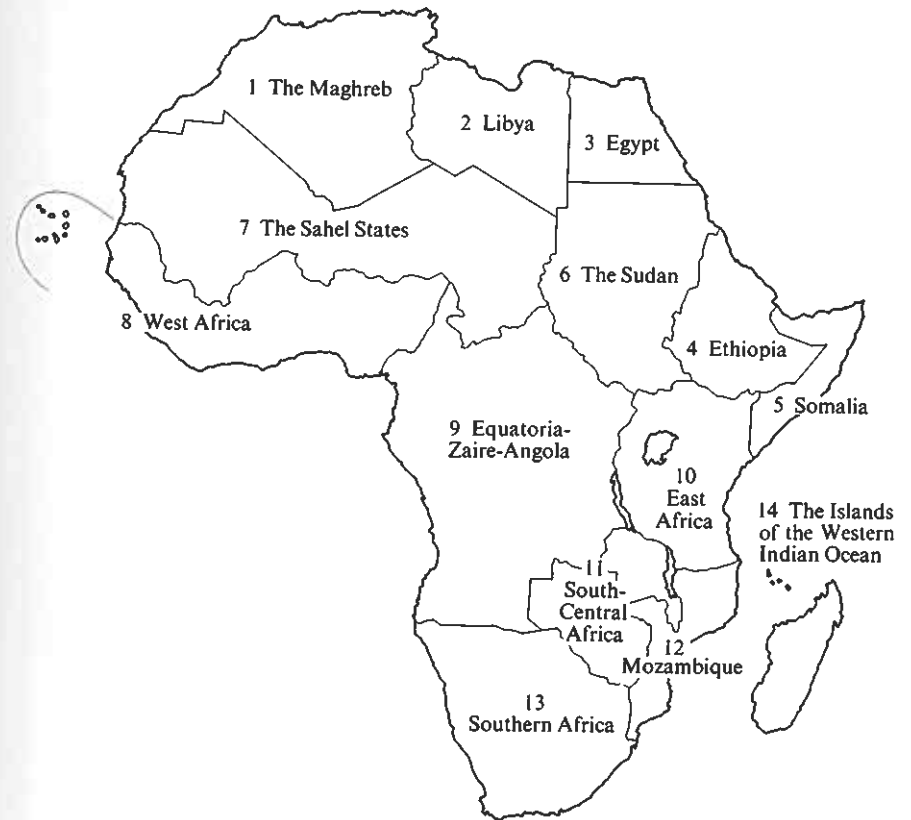 1 The Maghreb
2 Libya
3 Egypt
7 The Sahel States
6 The Sudan
8 West Africa
4 Ethiopia
5 Somalia
9 Equatoria-
Zaire-Angola
10
East
Africa
14 The Islands
of the Western
Indian Ocean
11
South-
Central
Africa
12
Mozambique
13
Southern Africa